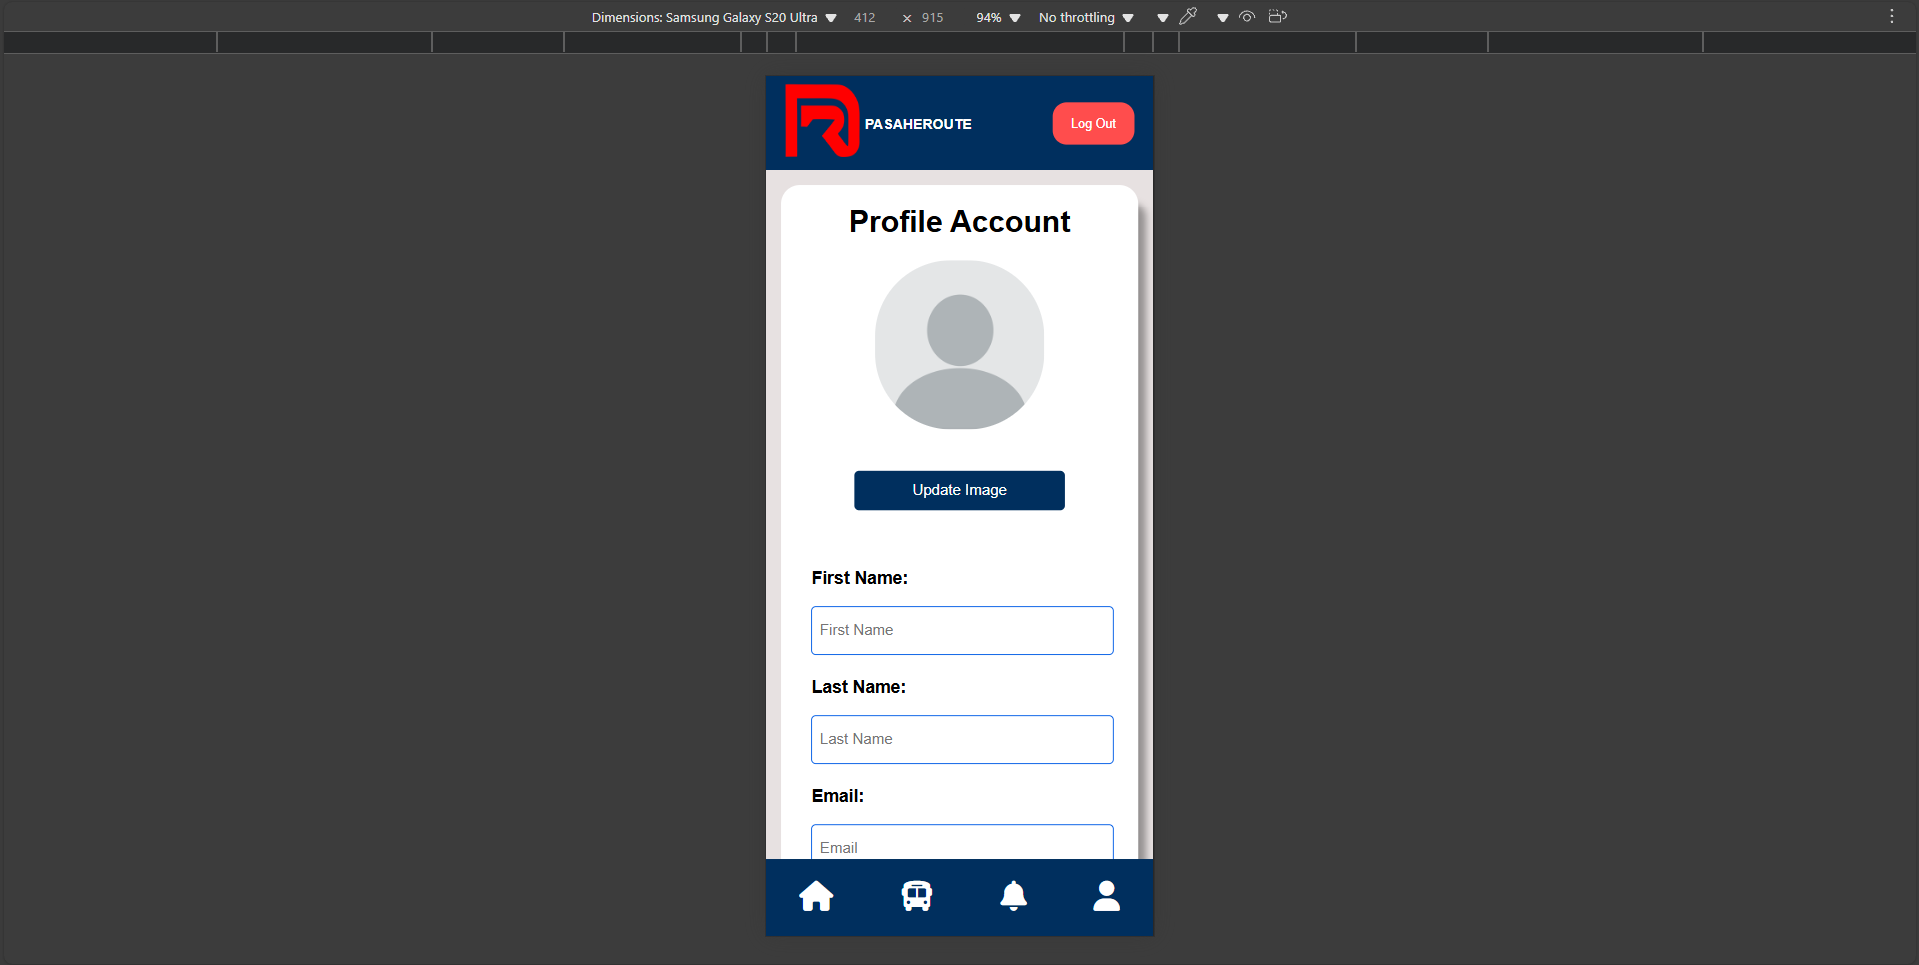 Dimensions: Samsung Galaxy S20 Ultra 412 × 915 94% No throttling
PASAHEROUTE
Log Out
Profile Account
Update Image
First Name:
First Name
Last Name:
Last Name
Email:
Email